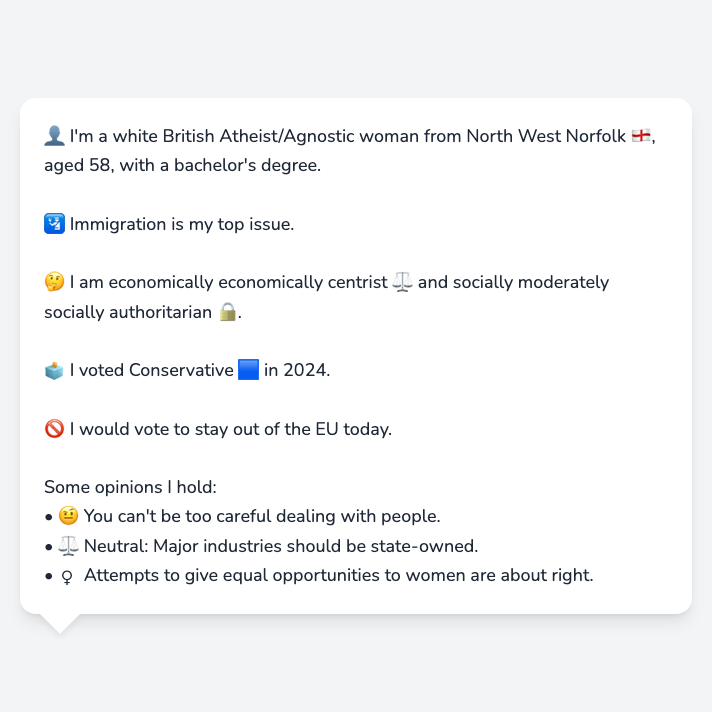 👤 I'm a white British Atheist/Agnostic woman from North West Norfolk 🏴󠁧󠁢󠁥󠁮󠁧󠁿,
aged 58, with a bachelor's degree.
🛂 Immigration is my top issue.
🤔 I am economically economically centrist ⚖️ and socially moderately
socially authoritarian 🔒.
🗳️ I voted Conservative 🟦 in 2024.
🚫 I would vote to stay out of the EU today.
Some opinions I hold:
• 🤨 You can't be too careful dealing with people.
• ⚖️ Neutral: Major industries should be state-owned.
• ♀ Attempts to give equal opportunities to women are about right.